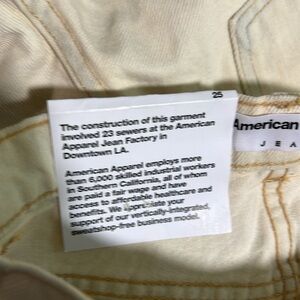 25
The construction of this garment
involved 23 sewers at the American
Apparel Jean Factory in
Downtown LA.
American Apparel employs more
than 6,000 skilled industrial workers
in Southern California, all of whom
are paid a fair wage and have
access to affordable healthcare and
benefits. We appreciate your
support of our vertically-integrated,
sweatshop-free business model.
American
JEA